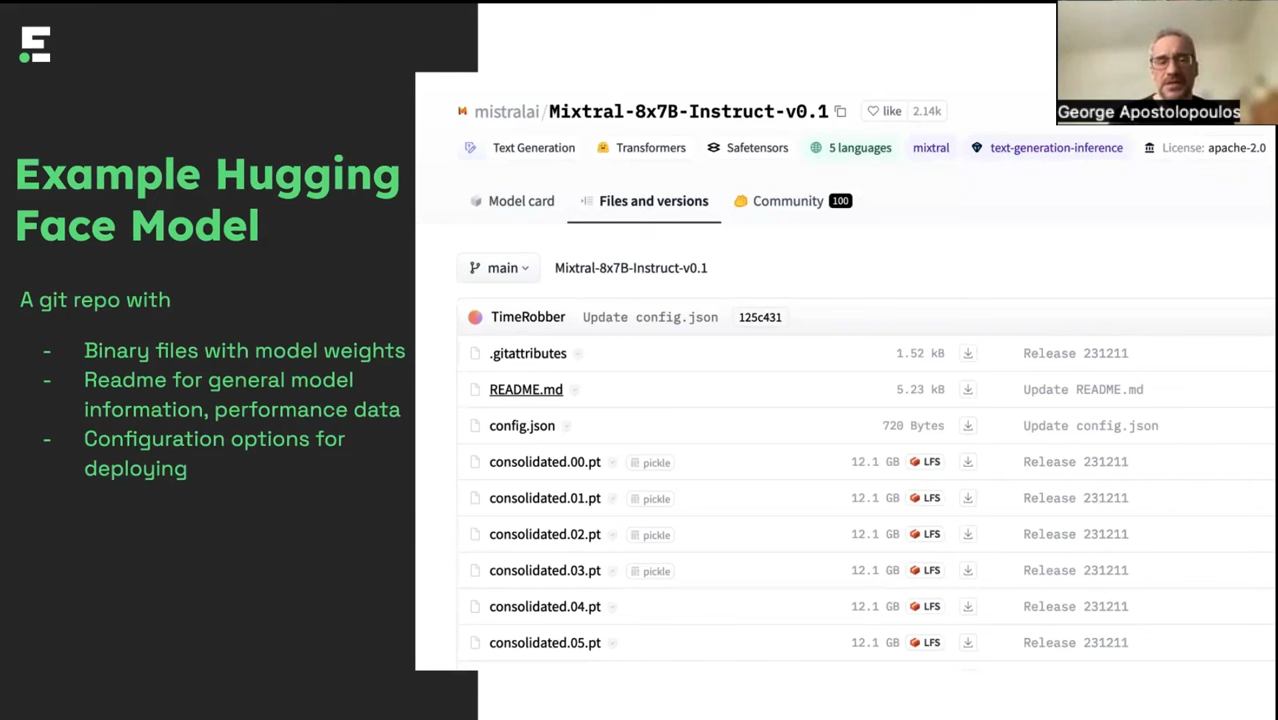 Example Hugging
Face Model
A git repo with
- Binary files with model weights
- Readme for general model
information, performance data
- Configuration options for
deploying
mistralai/Mixtral-8x7B-Instruct-v0.1 like 2.14k
Text Generation Transformers Safetensors 5 languages mixtral text-generation-inference License: apache-2.0
Model card Files and versions Community 100
main Mixtral-8x7B-Instruct-v0.1
TimeRobber Update config.json 125c431
.gitattributes 1.52 kB Release 231211
README.md 5.23 kB Update README.md
config.json 720 Bytes Update config.json
consolidated.00.pt pickle 12.1 GB LFS Release 231211
consolidated.01.pt pickle 12.1 GB LFS Release 231211
consolidated.02.pt pickle 12.1 GB LFS Release 231211
consolidated.03.pt pickle 12.1 GB LFS Release 231211
consolidated.04.pt 12.1 GB LFS Release 231211
consolidated.05.pt 12.1 GB LFS Release 231211
George Apostolopoulos